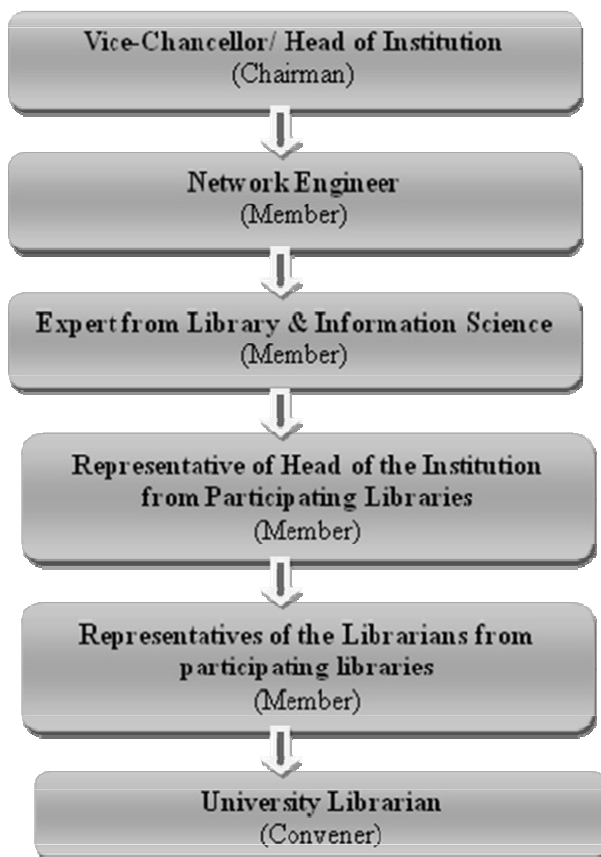 Vice-Chancellor/ Head of Institution
(Chairman)
Network Engineer
(Member)
Expert from Library & Information Science
(Member)
Representative of Head of the Institution
from Participating Libraries
(Member)
Representatives of the Librarians from
participating libraries
(Member)
University Librarian
(Convener)